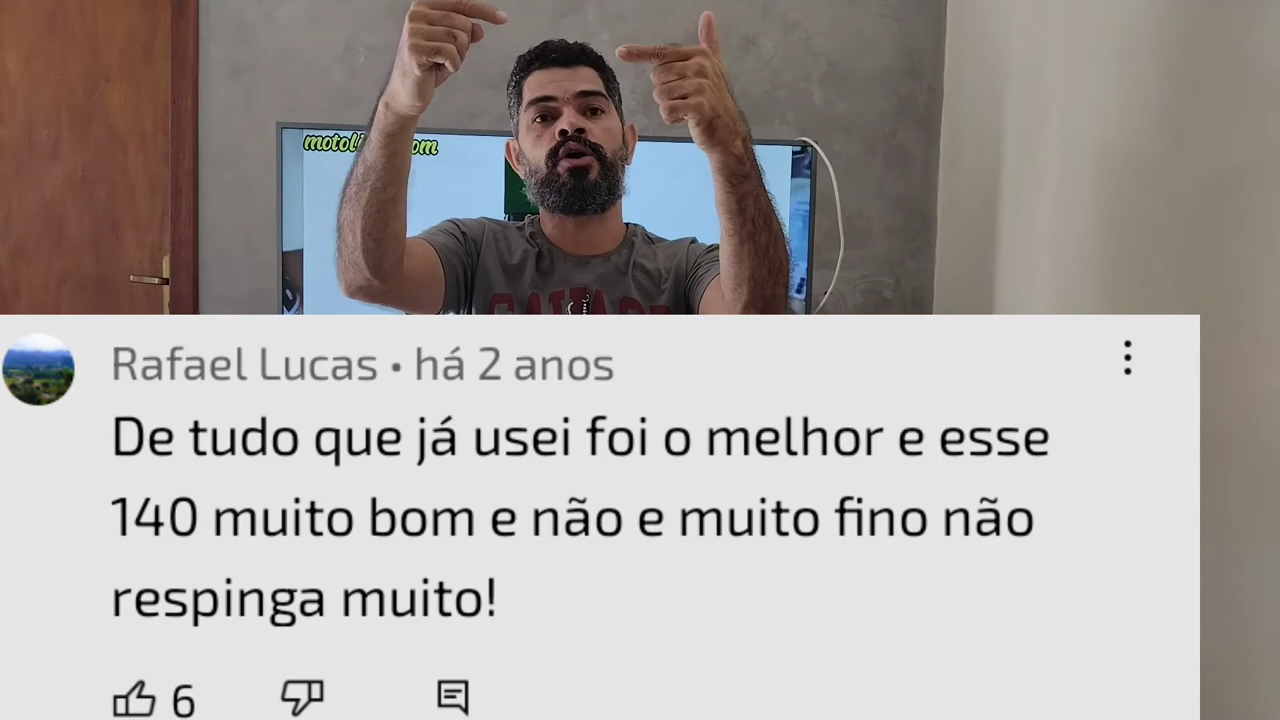 Rafael Lucas • há 2 anos
De tudo que já usei foi o melhor e esse
140 muito bom e não e muito fino não
respinga muito!
6